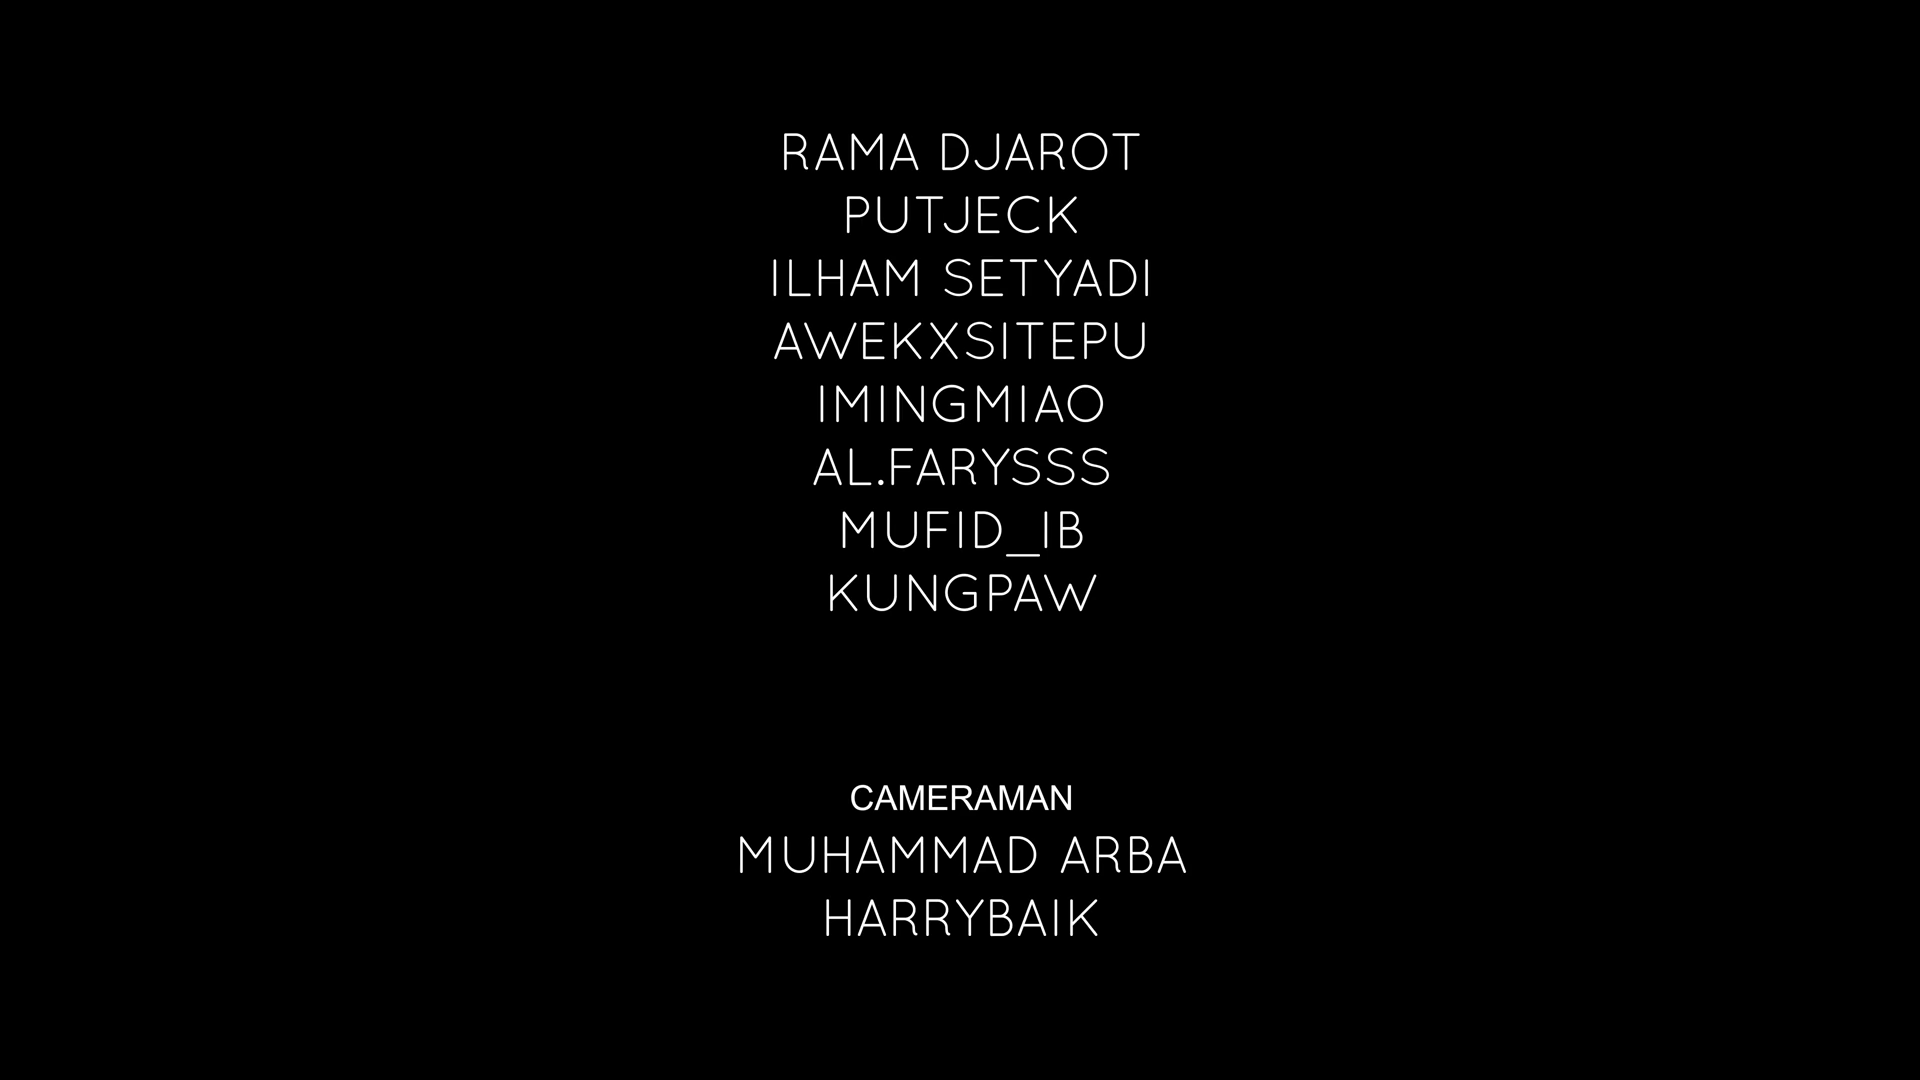 RAMA DJAROT
PUTJECK
ILHAM SETYADI
AWEKXSITEPU
IMINGMIAO
AL.FARYSSS
MUFID_IB
KUNGPAW
CAMERAMAN
MUHAMMAD ARBA
HARRYBAIK